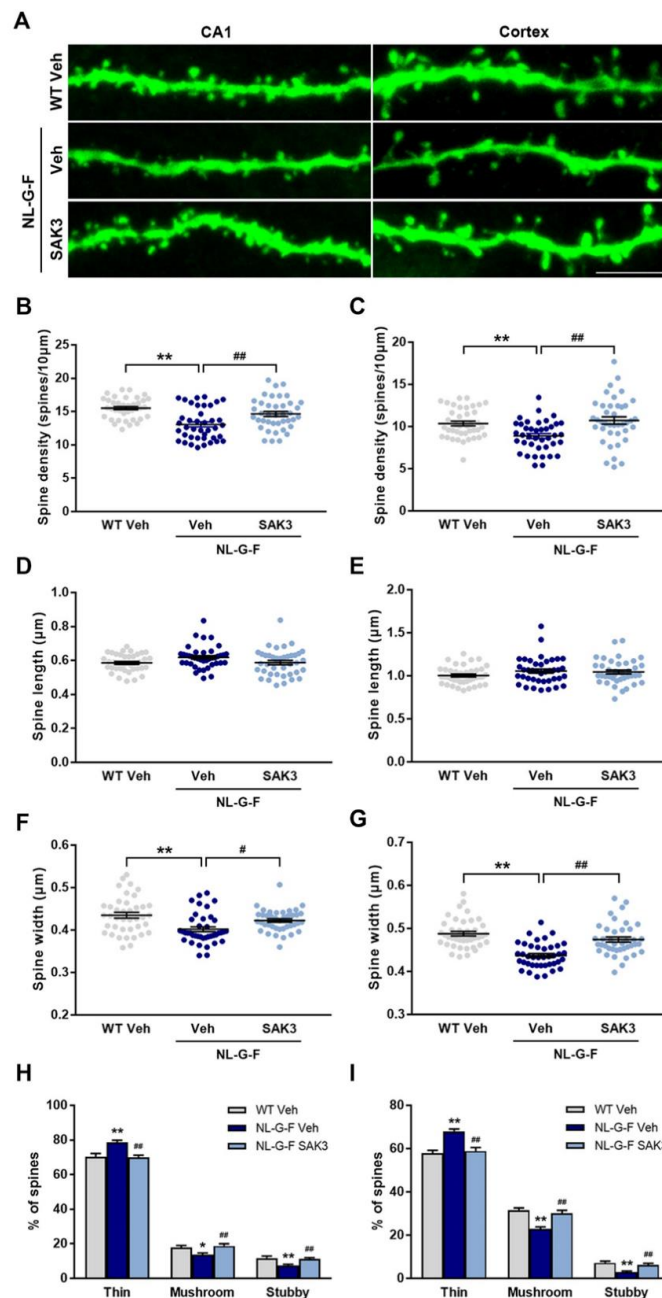 A
CA1 Cortex
WT Veh
NL-G-F
Veh
SAK3
B
Spine density (spines/10μm)
25
20
15
10
5
0
** ##
WT Veh Veh SAK3
NL-G-F
C
Spine density (spines/10μm)
20
15
10
5
0
** ##
WT Veh Veh SAK3
NL-G-F
D
Spine length (μm)
1.0
0.8
0.6
0.4
0.2
0.0
WT Veh Veh SAK3
NL-G-F
E
Spine length (μm)
2.0
1.5
1.0
0.5
0.0
WT Veh Veh SAK3
NL-G-F
F
Spine width (μm)
0.6
0.5
0.4
0.3
0.2
** #
WT Veh Veh SAK3
NL-G-F
G
Spine width (μm)
0.7
0.6
0.5
0.4
0.3
** ##
WT Veh Veh SAK3
NL-G-F
H
% of spines
100
80
60
40
20
0
WT Veh
NL-G-F Veh
NL-G-F SAK3
** ##
* ##
** ##
Thin Mushroom Stubby
I
% of spines
80
60
40
20
0
WT Veh
NL-G-F Veh
NL-G-F SAK3
** ##
** ##
** ##
Thin Mushroom Stubby